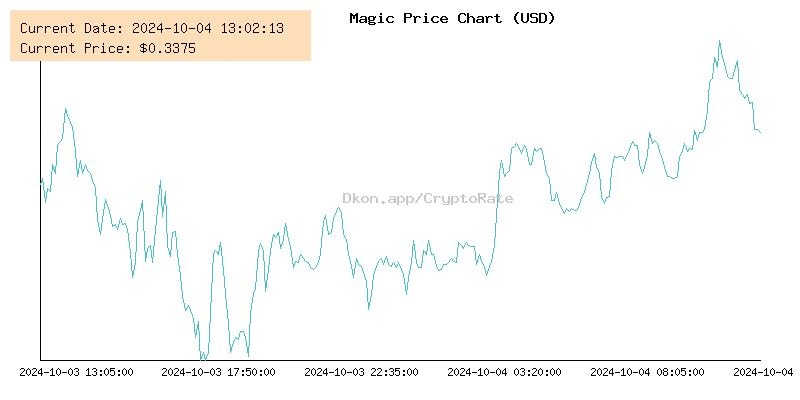 Magic Price Chart (USD)
Current Date: 2024-10-04 13:02:13
Current Price: $0.3375
Dkon.app/CryptoRate
2024-10-03 13:05:00 2024-10-03 17:50:00 2024-10-03 22:35:00 2024-10-04 03:20:00 2024-10-04 08:05:00 2024-10-04